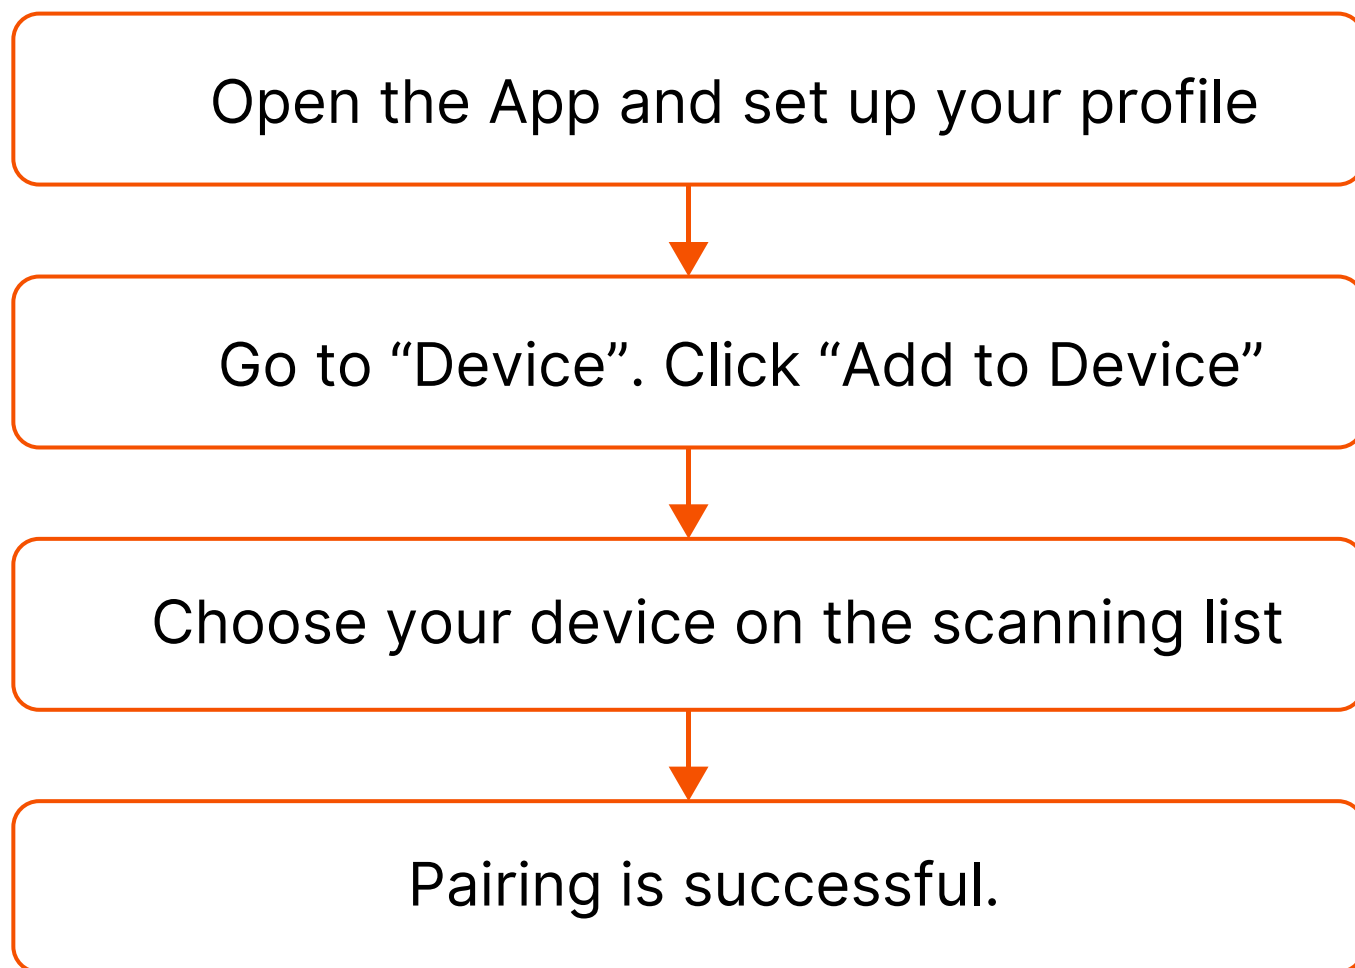 Open the App and set up your profile
Go to “Device”. Click “Add to Device”
Choose your device on the scanning list
Pairing is successful.